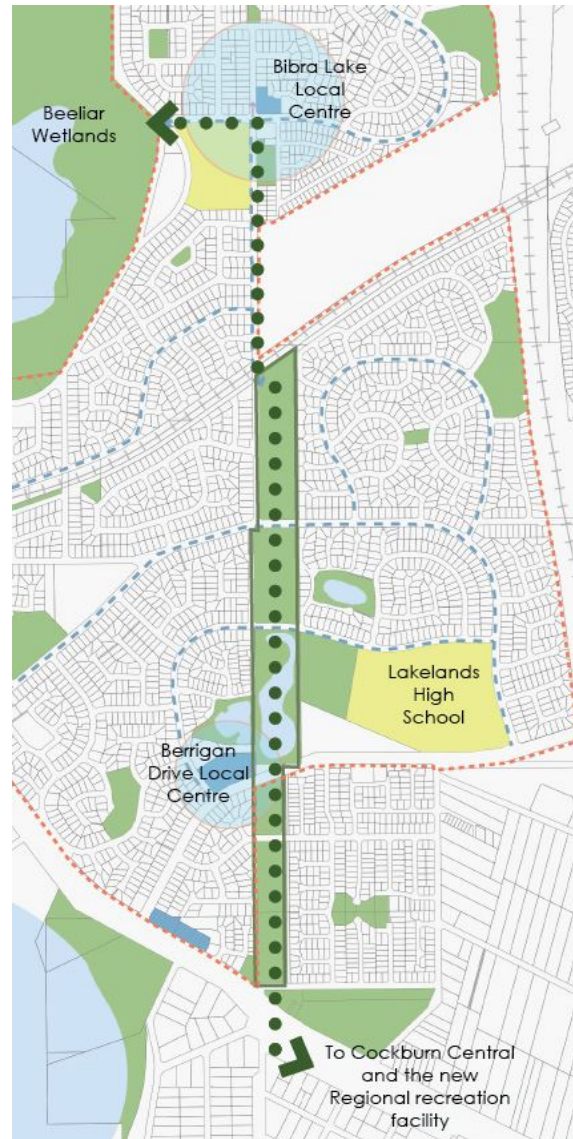 Bibra Lake
Local
Centre
Beeliar
Wetlands
Lakelands
High
School
Berrigan
Drive Local
Centre
To Cockburn Central
and the new
Regional recreation
facility